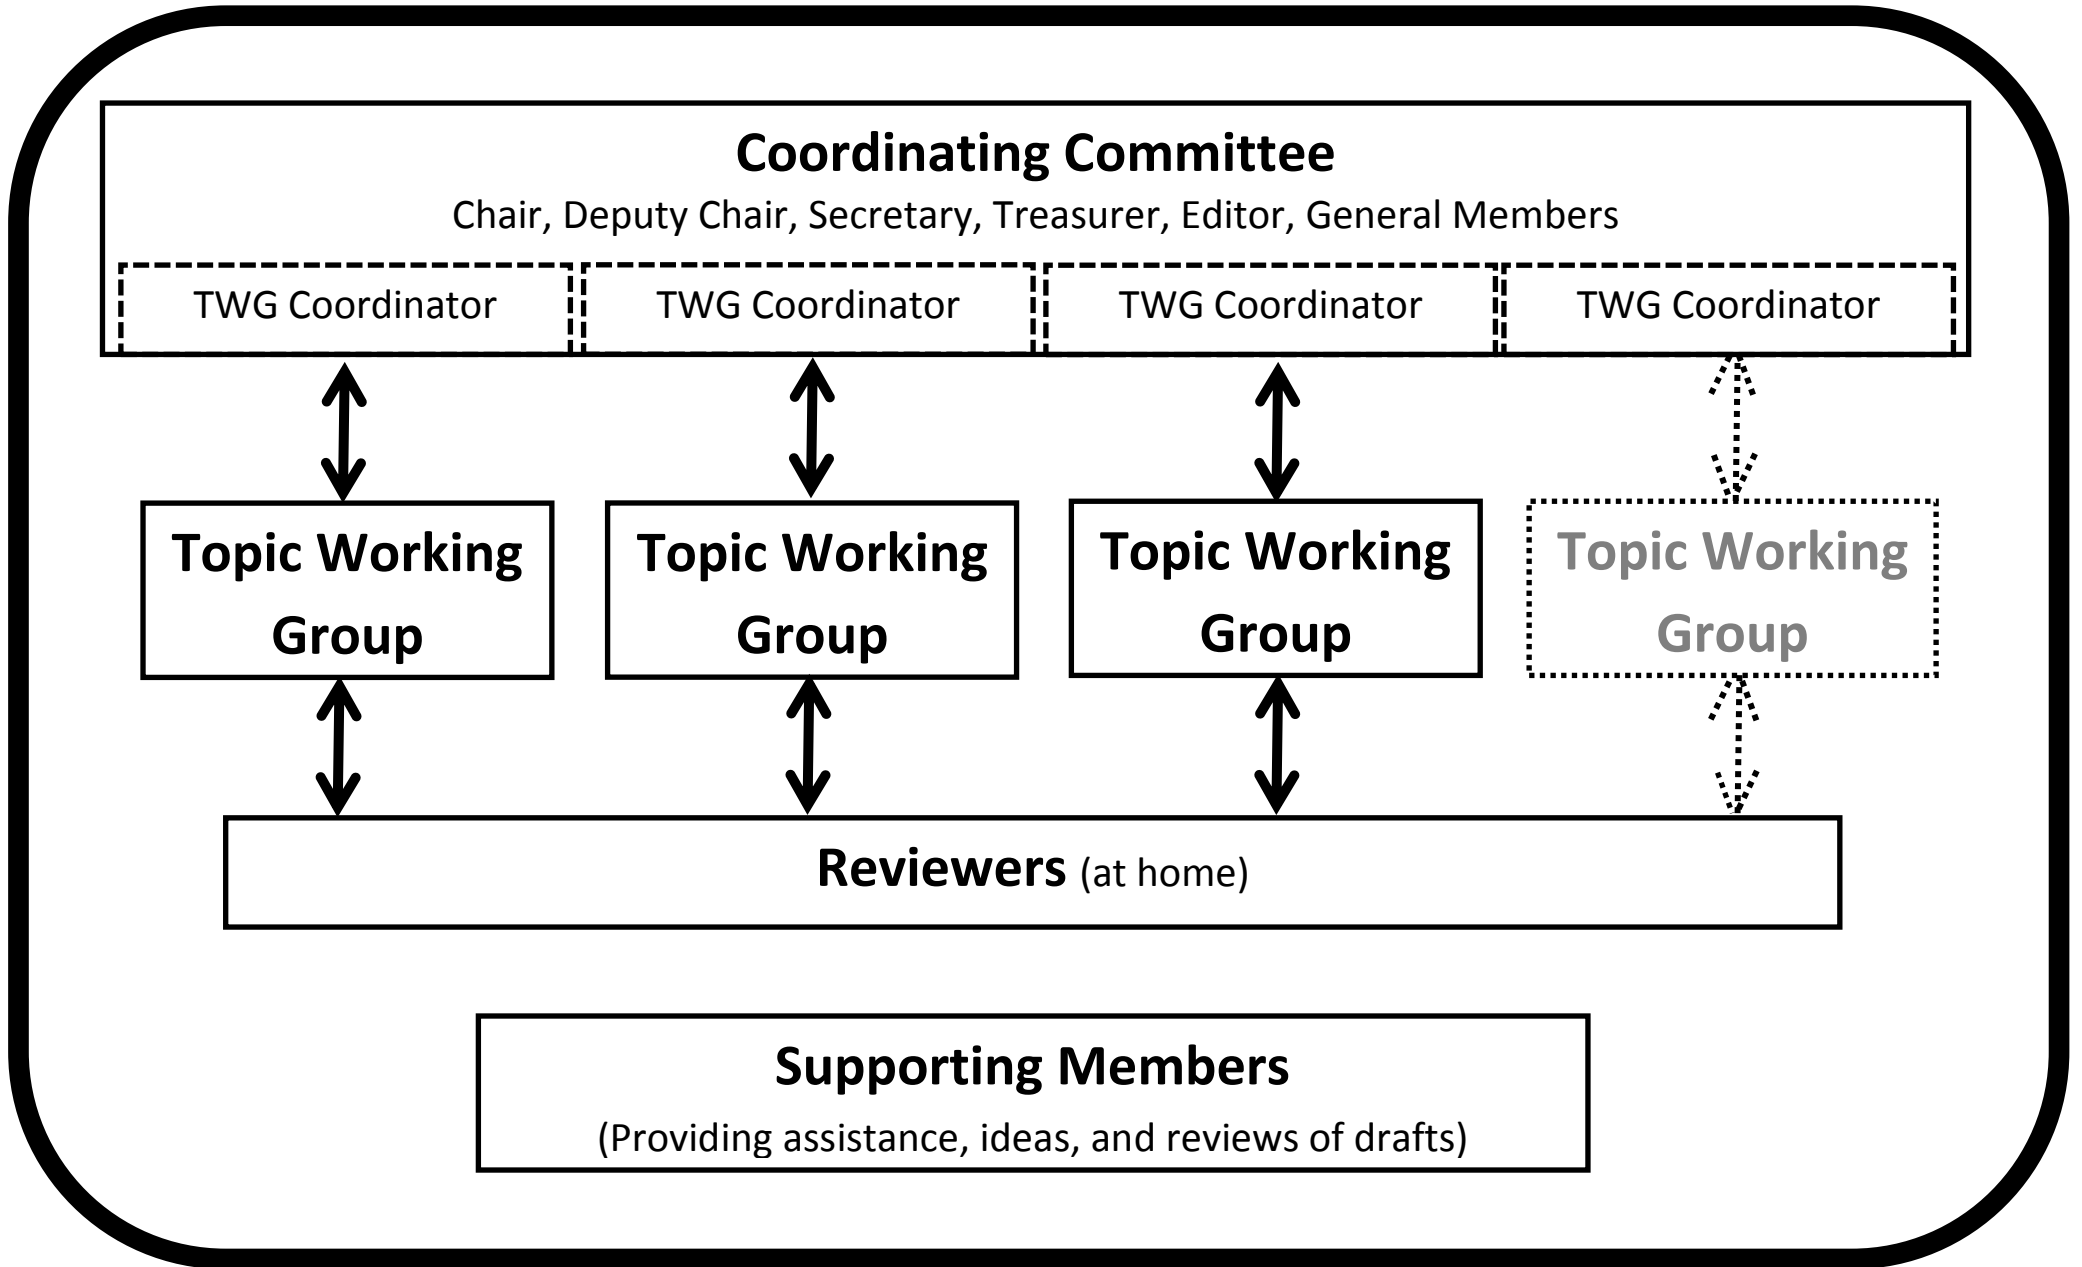 Coordinating Committee
Chair, Deputy Chair, Secretary, Treasurer, Editor, General Members
TWG Coordinator
TWG Coordinator
TWG Coordinator
TWG Coordinator
Topic Working
Group
Topic Working
Group
Topic Working
Group
Topic Working
Group
Reviewers (at home)
Supporting Members
(Providing assistance, ideas, and reviews of drafts)